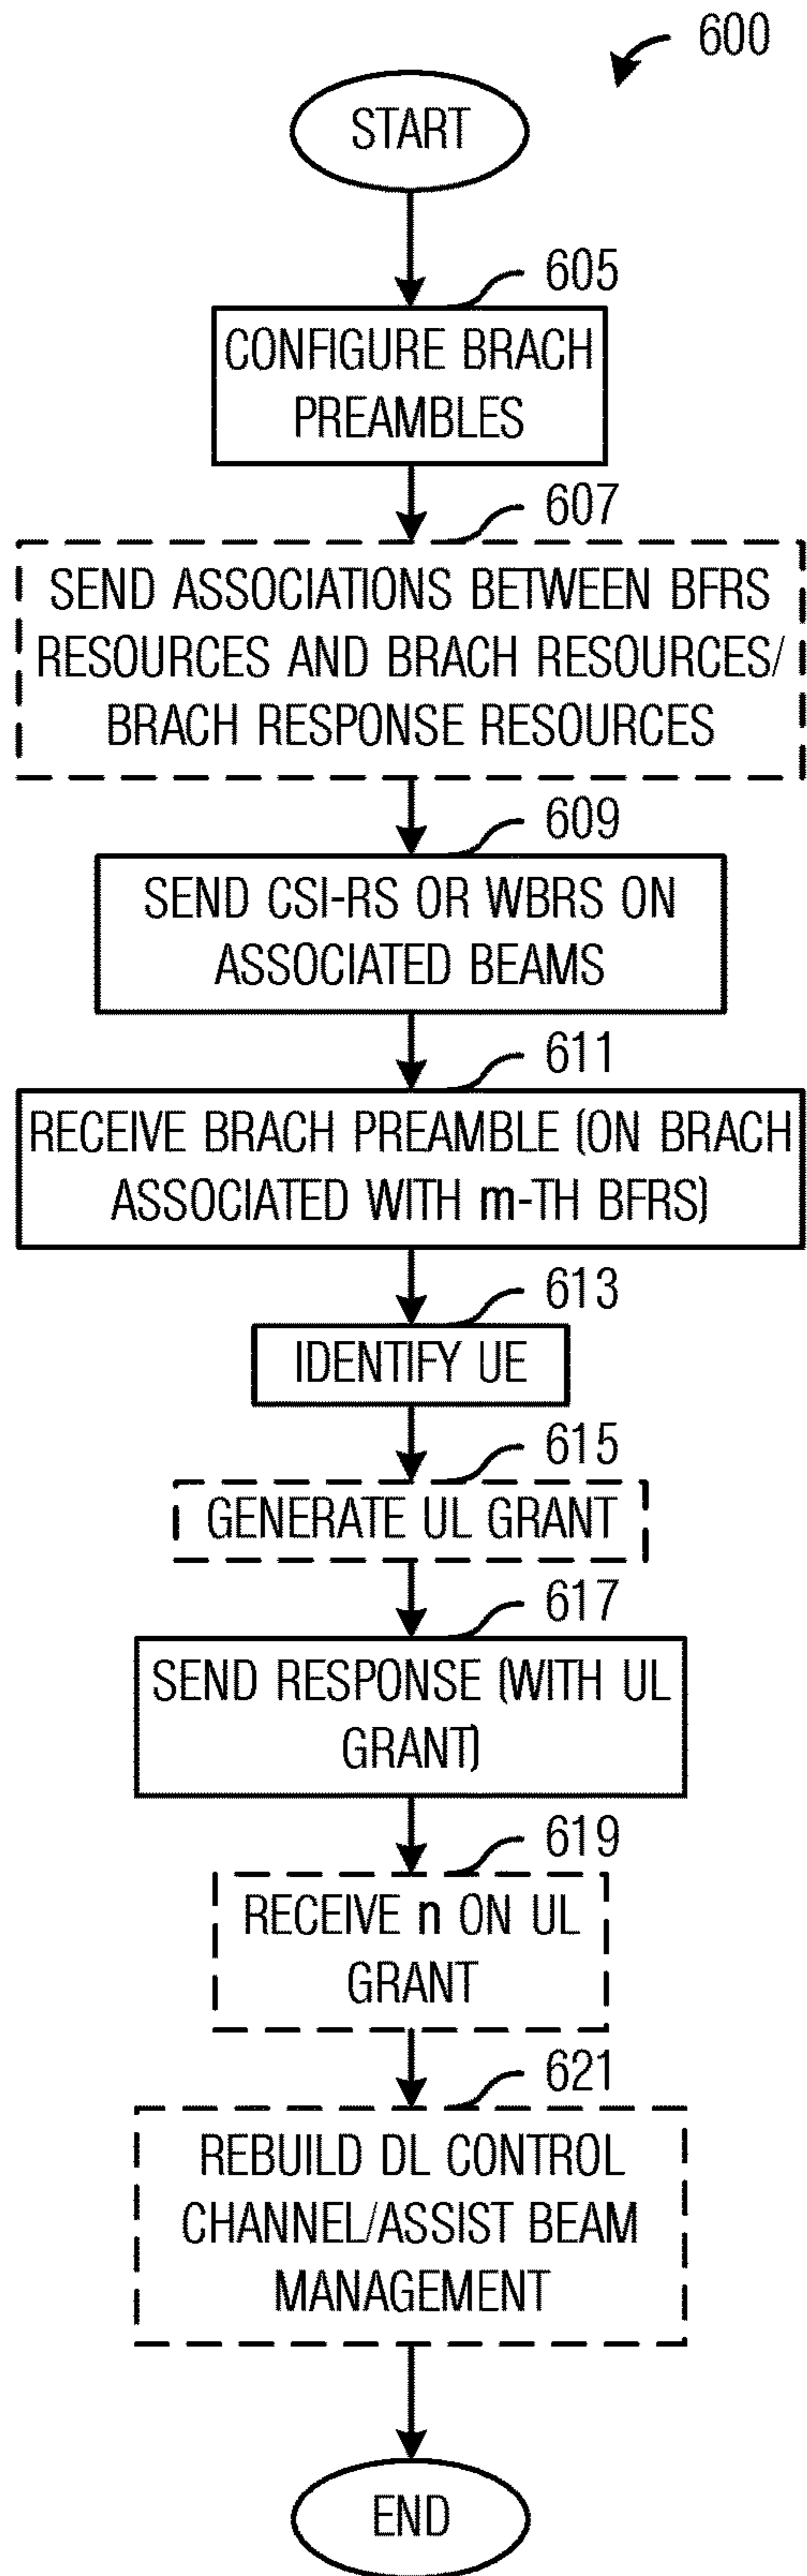 600
START
605
CONFIGURE BRACH
PREAMBLES
607
SEND ASSOCIATIONS BETWEEN BFRS
RESOURCES AND BRACH RESOURCES/
BRACH RESPONSE RESOURCES
609
SEND CSI-RS OR WBRS ON
ASSOCIATED BEAMS
611
RECEIVE BRACH PREAMBLE (ON BRACH
ASSOCIATED WITH m-TH BFRS)
613
IDENTIFY UE
615
GENERATE UL GRANT
617
SEND RESPONSE (WITH UL
GRANT)
619
RECEIVE n ON UL
GRANT
621
REBUILD DL CONTROL
CHANNEL/ASSIST BEAM
MANAGEMENT
END